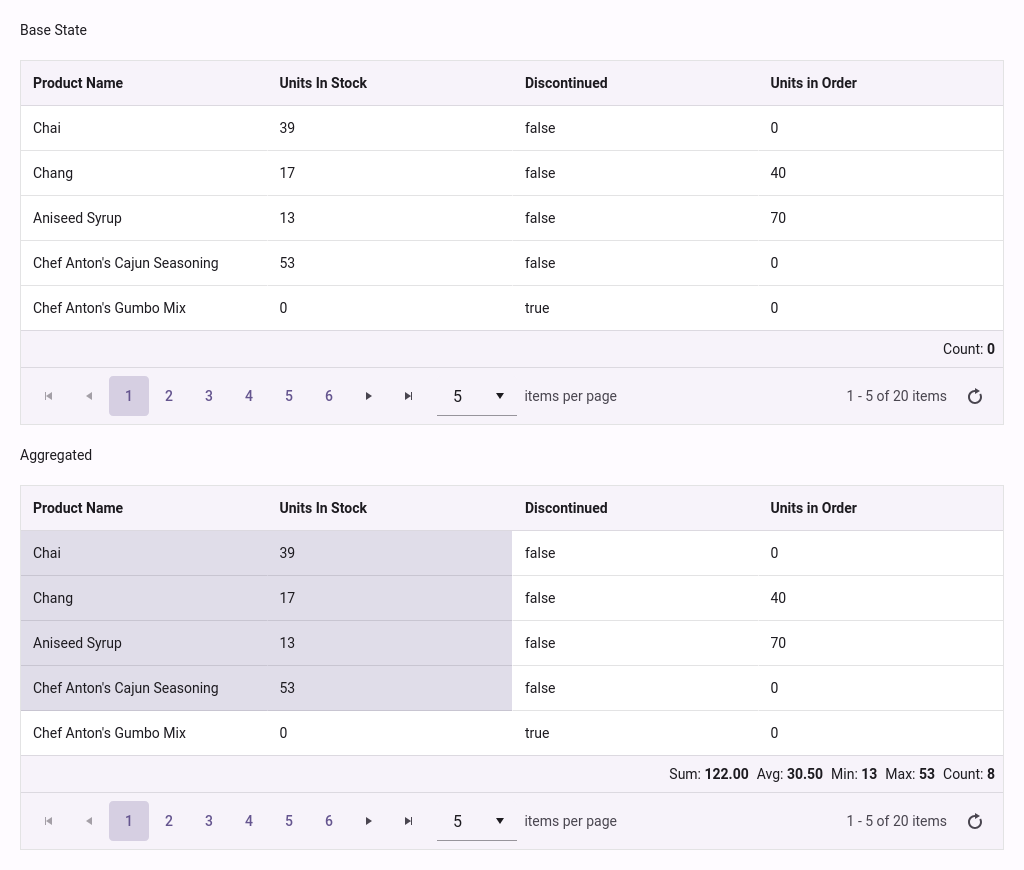 Base State
Product Name Units In Stock Discontinued Units in Order
Chai 39 false 0
Chang 17 false 40
Aniseed Syrup 13 false 70
Chef Anton's Cajun Seasoning 53 false 0
Chef Anton's Gumbo Mix 0 true 0
Count: 0
1 2 3 4 5 6 5 items per page 1 - 5 of 20 items
Aggregated
Product Name Units In Stock Discontinued Units in Order
Chai 39 false 0
Chang 17 false 40
Aniseed Syrup 13 false 70
Chef Anton's Cajun Seasoning 53 false 0
Chef Anton's Gumbo Mix 0 true 0
Sum: 122.00 Avg: 30.50 Min: 13 Max: 53 Count: 8
1 2 3 4 5 6 5 items per page 1 - 5 of 20 items